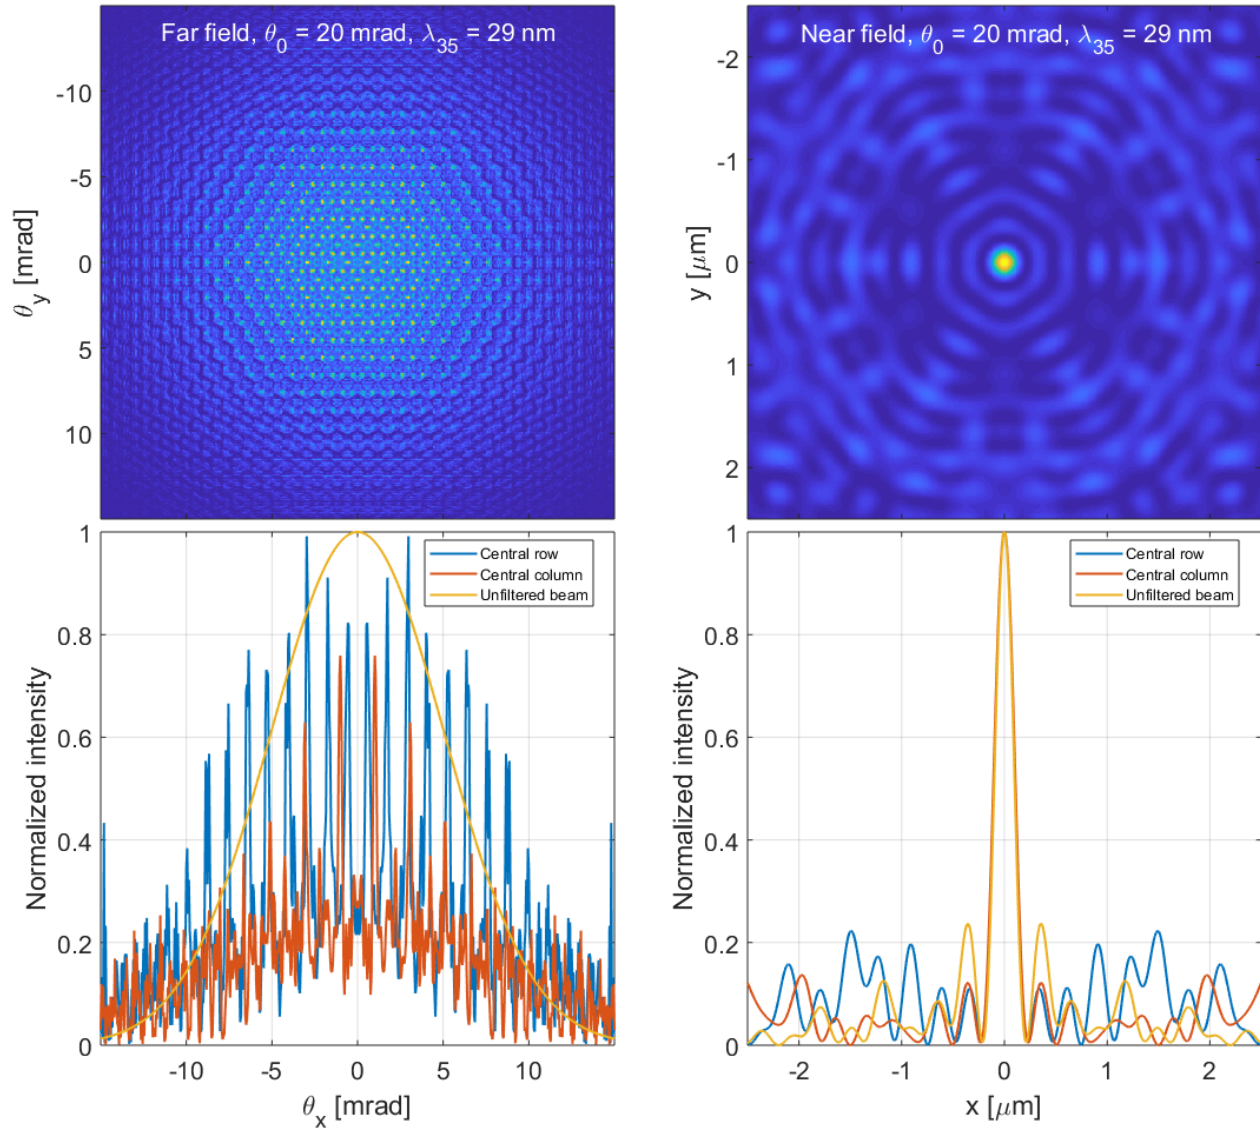 Far field, θ₀ = 20 mrad, λ₃₅ = 29 nm
-10
-5
0
5
10
θ_y [mrad]
Near field, θ₀ = 20 mrad, λ₃₅ = 29 nm
-2
-1
0
1
2
y [μm]
1
0.8
0.6
0.4
0.2
0
Normalized intensity
Central row
Central column
Unfiltered beam
-10
-5
0
5
10
θₓ [mrad]
1
0.8
0.6
0.4
0.2
0
Normalized intensity
Central row
Central column
Unfiltered beam
-2
-1
0
1
2
x [μm]